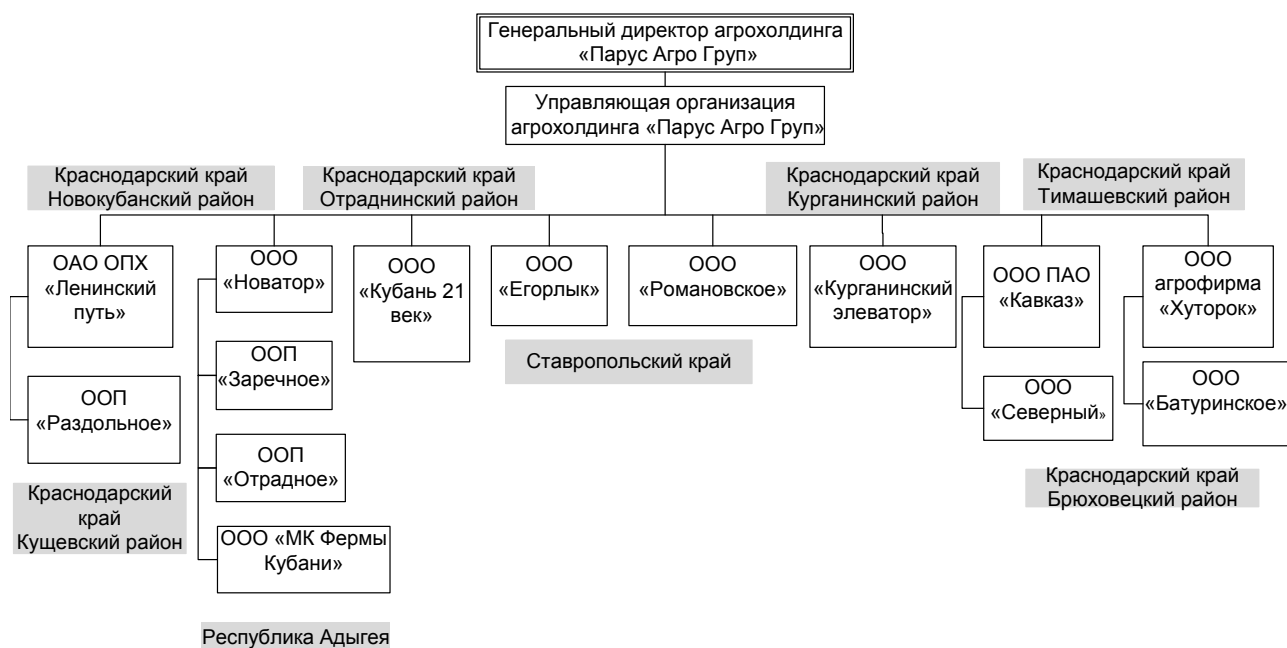 Генеральный директор агрохолдинга
«Парус Агро Груп»
Управляющая организация
агрохолдинга «Парус Агро Груп»
Краснодарский край
Новокубанский район
Краснодарский край
Отраднинский район
Краснодарский край
Курганинский район
Краснодарский край
Тимашевский район
ОАО ОПХ
«Ленинский
путь»
ООО
«Новатор»
ООО
«Кубань 21
век»
ООО
«Егорлык»
ООО
«Романовское»
ООО
«Курганинский
элеватор»
ООО ПАО
«Кавказ»
ООО
агрофирма
«Хуторок»
ООП
«Заречное»
Ставропольский край
ООП
«Раздольное»
ООО
«Северный»
ООО
«Батуринское»
ООП
«Отрадное»
Краснодарский
край
Кущевский район
Краснодарский край
Брюховецкий район
ООО «МК Фермы
Кубани»
Республика Адыгея